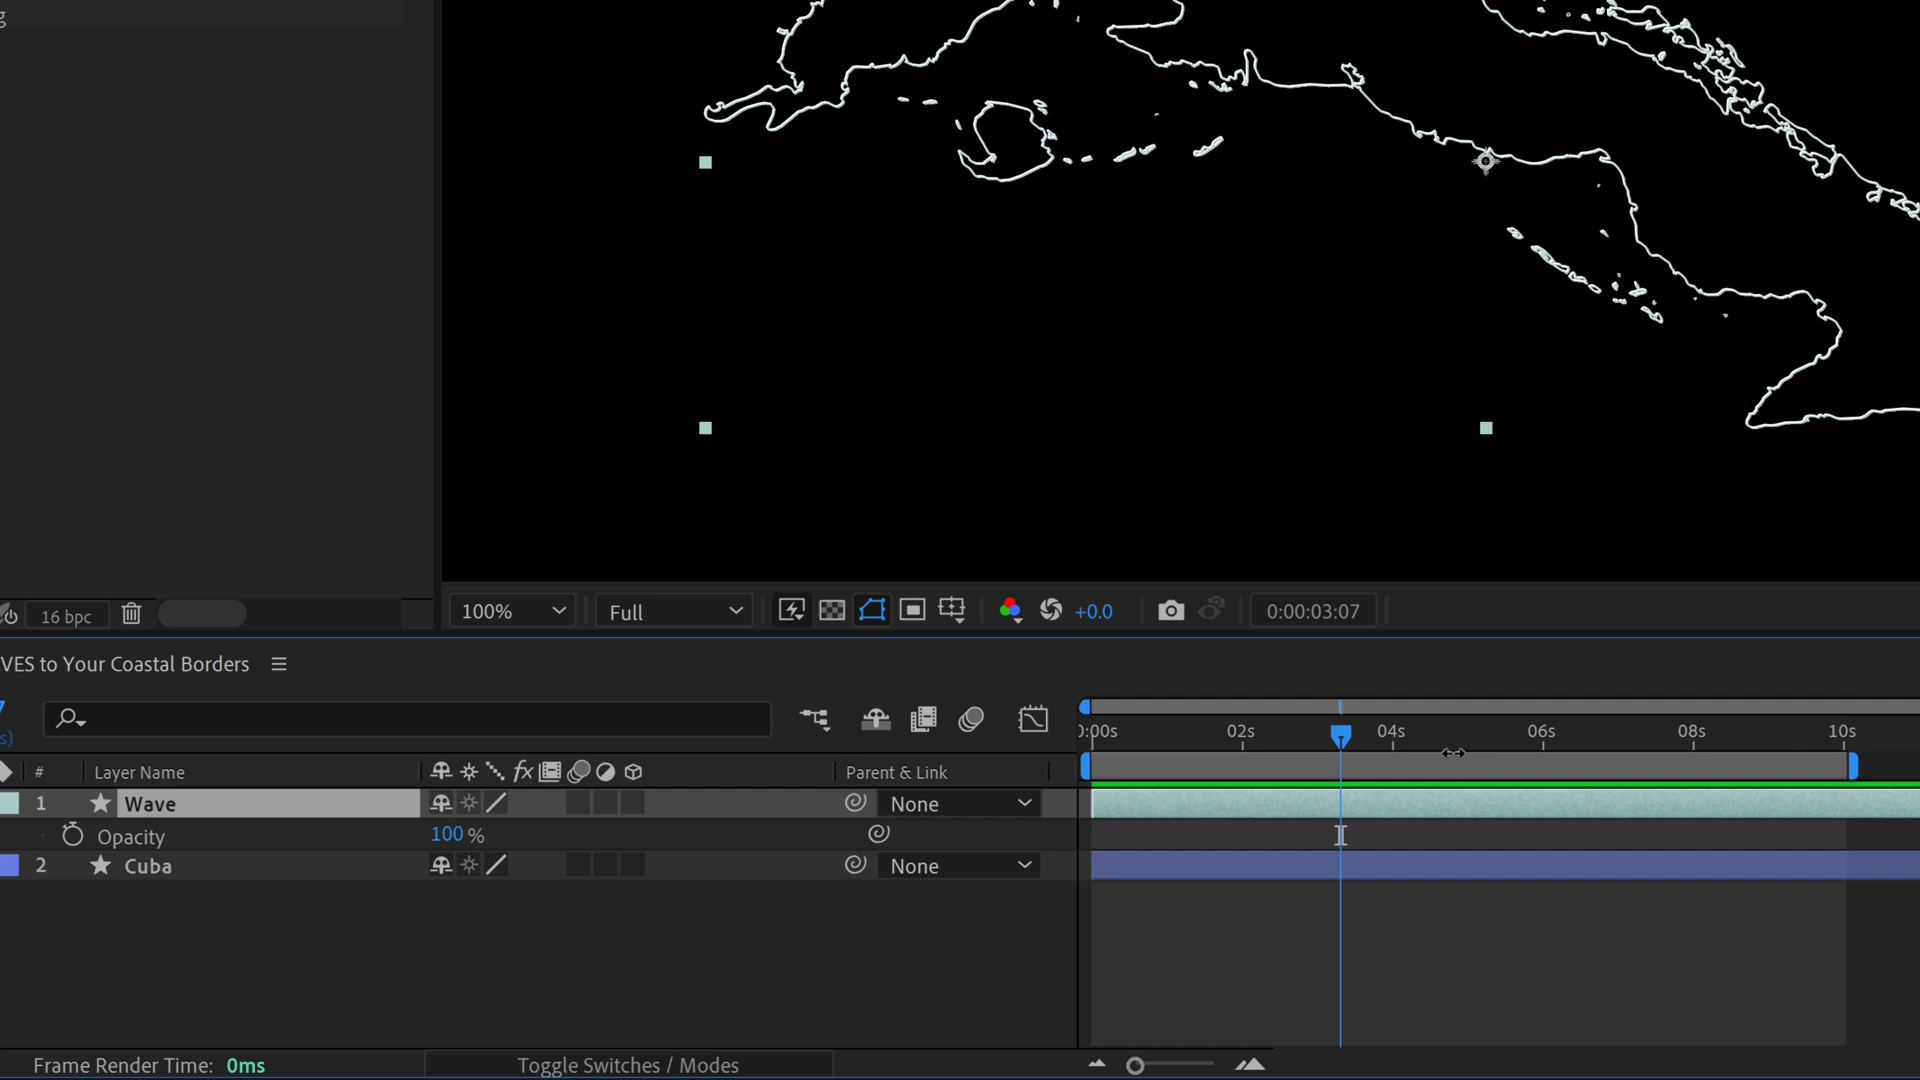 g
16 bpc
100%
Full
+0.0
0:00:03:07
VES to Your Coastal Borders
s)
0:00s 02s 04s 06s 08s 10s
# Layer Name
fx
Parent & Link
1 Wave None
Opacity 100 %
2 Cuba None
Frame Render Time: 0ms
Toggle Switches / Modes